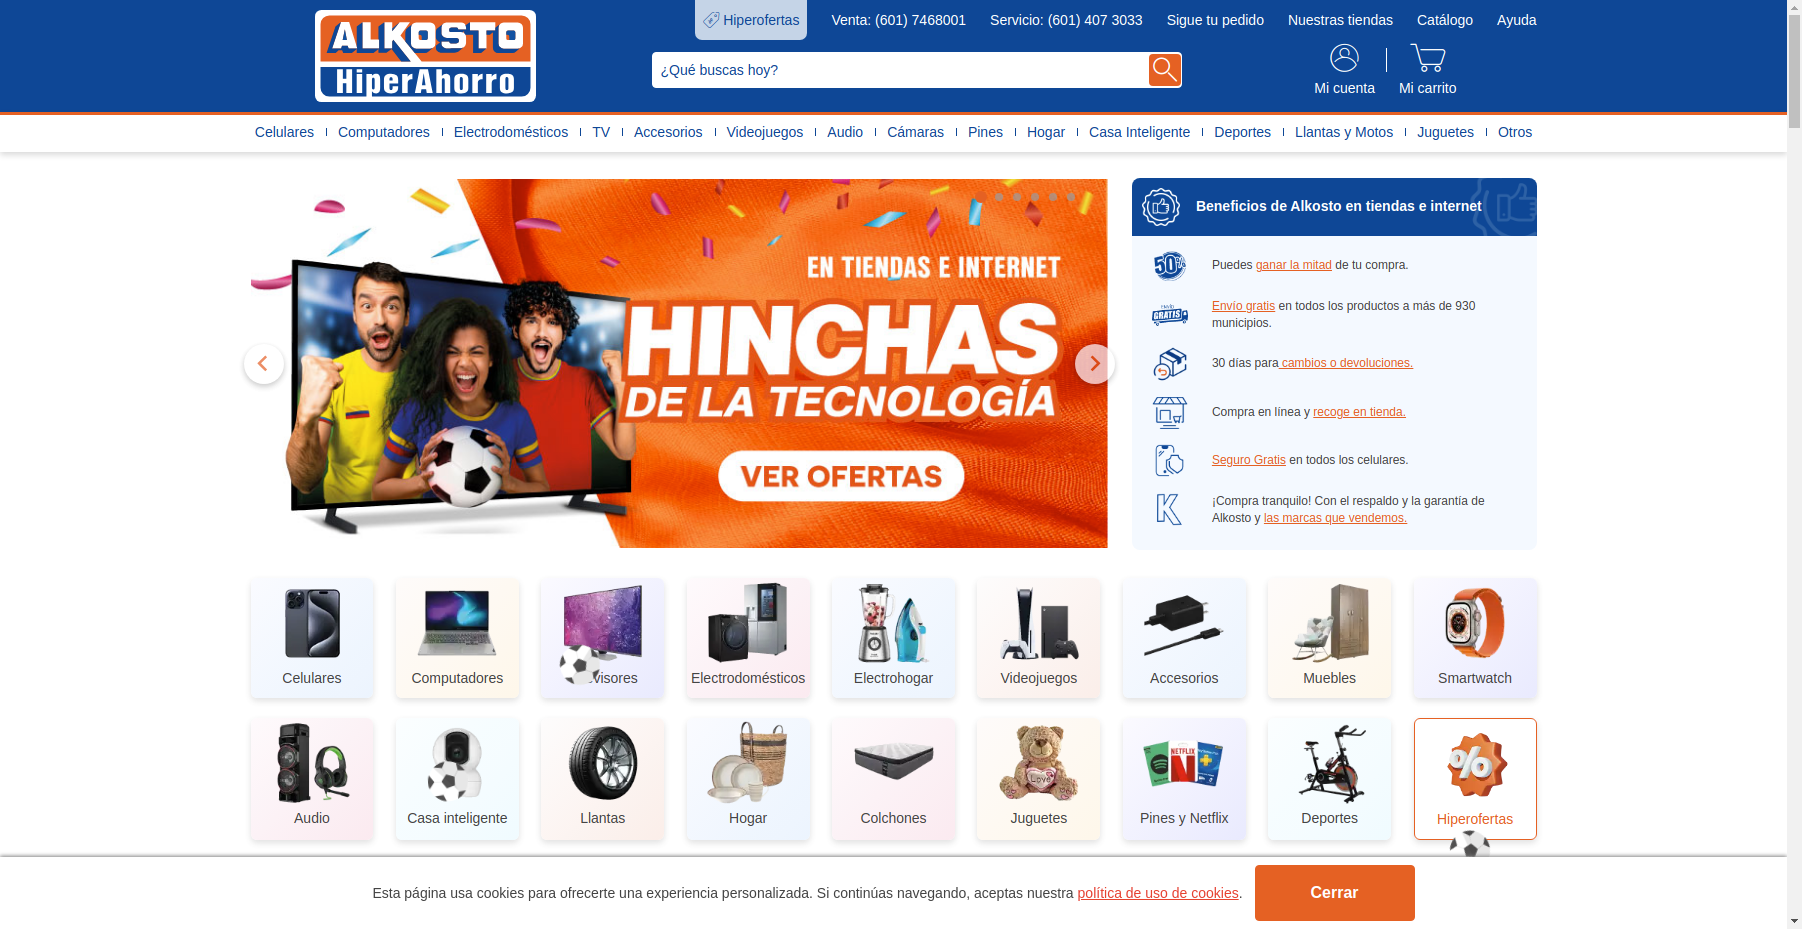 ALKOSTO
HiperAhorro
Hiperofertas
Venta: (601) 7468001
Servicio: (601) 407 3033
Sigue tu pedido
Nuestras tiendas
Catálogo
Ayuda
¿Qué buscas hoy?
Mi cuenta
Mi carrito
Celulares
Computadores
Electrodomésticos
TV
Accesorios
Videojuegos
Audio
Cámaras
Pines
Hogar
Casa Inteligente
Deportes
Llantas y Motos
Juguetes
Otros
EN TIENDAS E INTERNET
HINCHAS
DE LA TECNOLOGÍA
VER OFERTAS
Beneficios de Alkosto en tiendas e internet
50%
Puedes ganar la mitad de tu compra.
GRATIS
Envío gratis en todos los productos a más de 930
municipios.
30 días para cambios o devoluciones.
Compra en línea y recoge en tienda.
Seguro Gratis en todos los celulares.
K
¡Compra tranquilo! Con el respaldo y la garantía de
Alkosto y las marcas que vendemos.
Celulares
Computadores
visores
Electrodomésticos
Electrohogar
Videojuegos
Accesorios
Muebles
Smartwatch
Love
NETFLIX
%
Audio
Casa inteligente
Llantas
Hogar
Colchones
Juguetes
Pines y Netflix
Deportes
Hiperofertas
Esta página usa cookies para ofrecerte una experiencia personalizada. Si continúas navegando, aceptas nuestra política de uso de cookies.
Cerrar